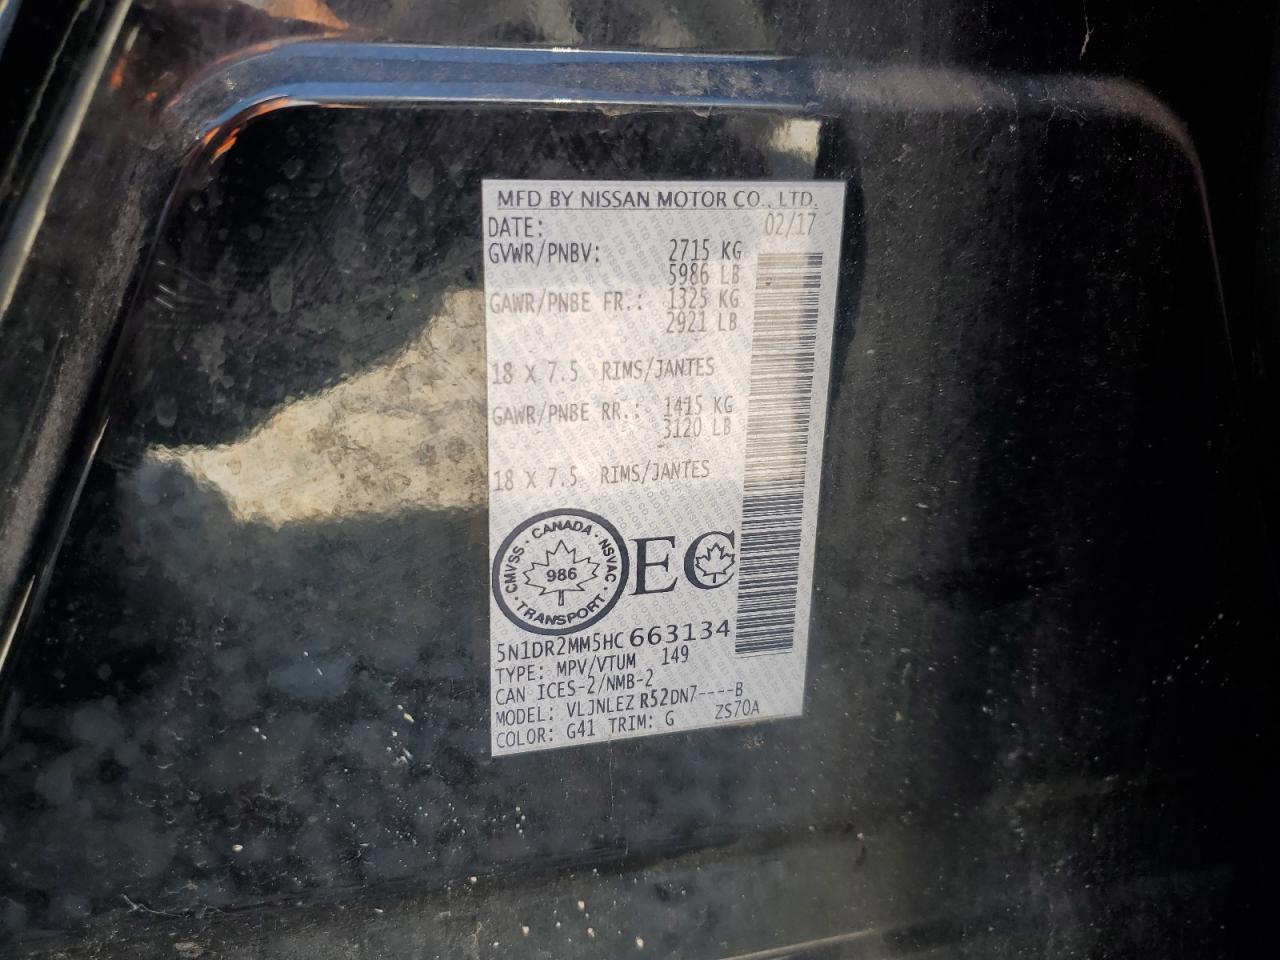 MFD BY NISSAN MOTOR CO., LTD.
DATE: 02/17
GVWR/PNBV: 2715 KG
5986 LB
GAWR/PNBE FR.: 1325 KG
2921 LB
18 X 7.5 RIMS/JANTES
GAWR/PNBE RR.: 1415 KG
3120 LB
18 X 7.5 RIMS/JANTES
CMVSS · CANADA · NSVAC · TRANSPORT ·
986
EC
5N1DR2MM5HC663134
TYPE: MPV/VTUM 149
CAN ICES-2/NMB-2
MODEL: VLJNLEZ R52DN7----B
COLOR: G41 TRIM: G ZS70A